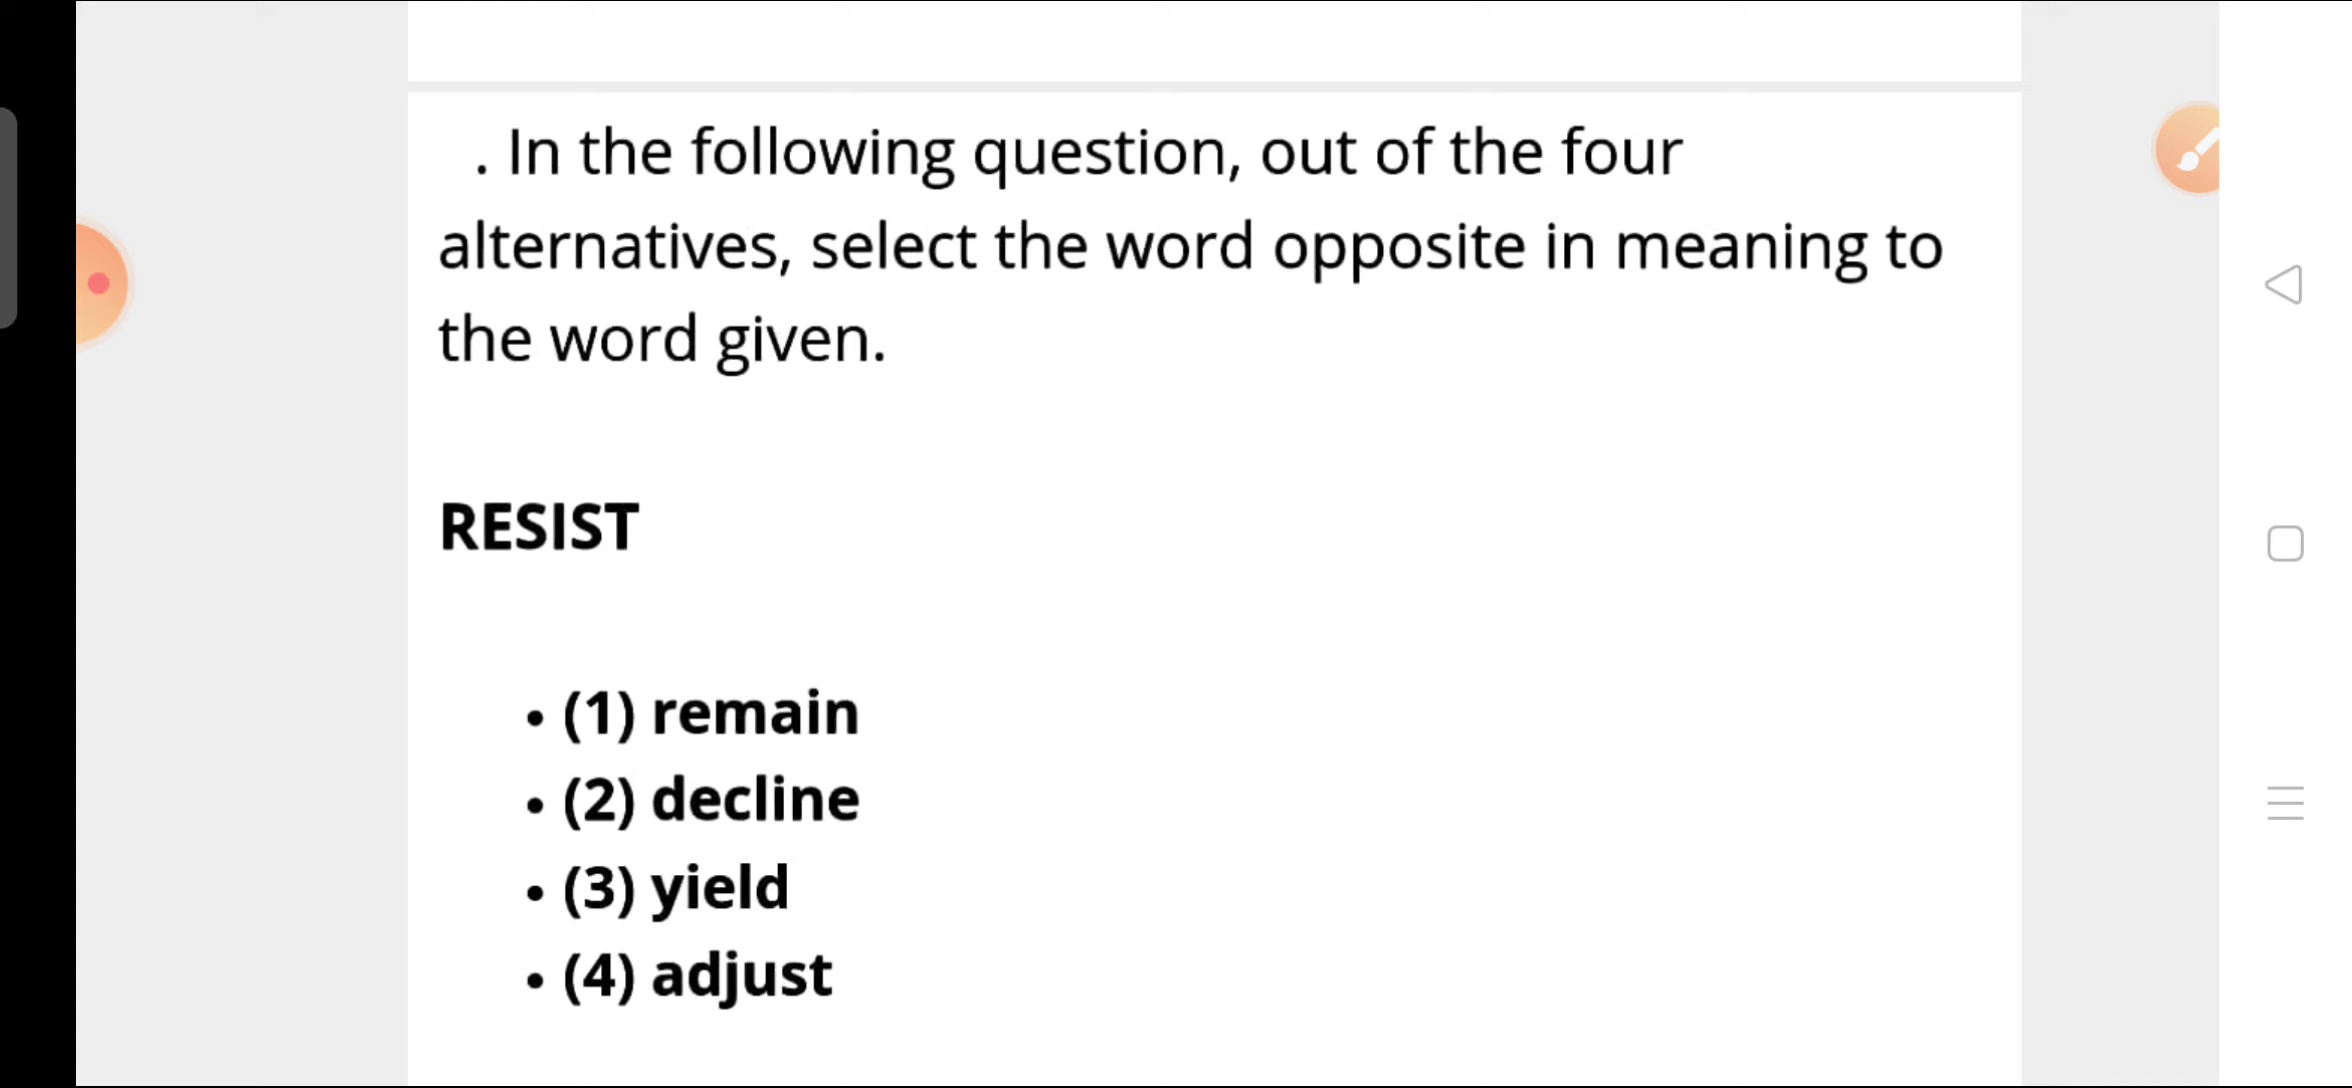 . In the following question, out of the four
alternatives, select the word opposite in meaning to
the word given.
RESIST
• (1) remain
• (2) decline
• (3) yield
• (4) adjust